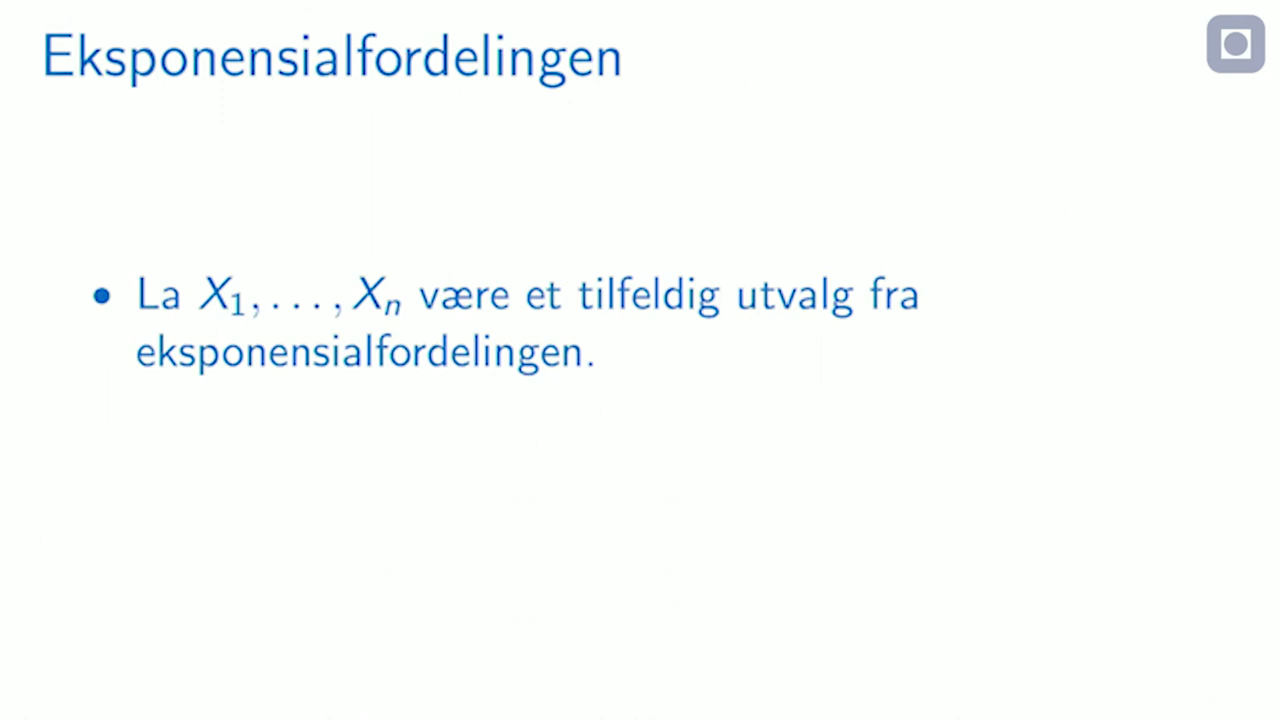 Eksponensialfordelingen
• La X₁, . . . , Xₙ være et tilfeldig utvalg fra
eksponensialfordelingen.